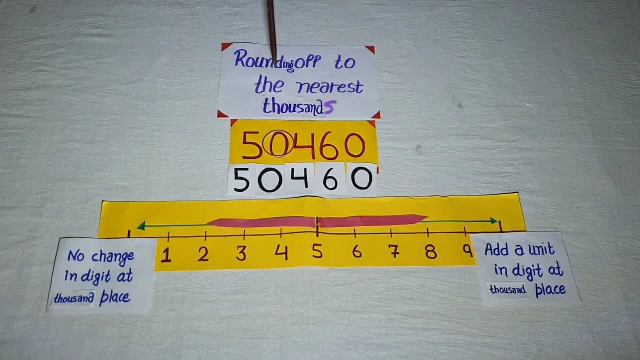 Rounding off to
the nearest
thousands
50460
50460
1 2 3 4 5 6 7 8 9
No change
in digit at
thousand place
Add a unit
in digit at
thousand place